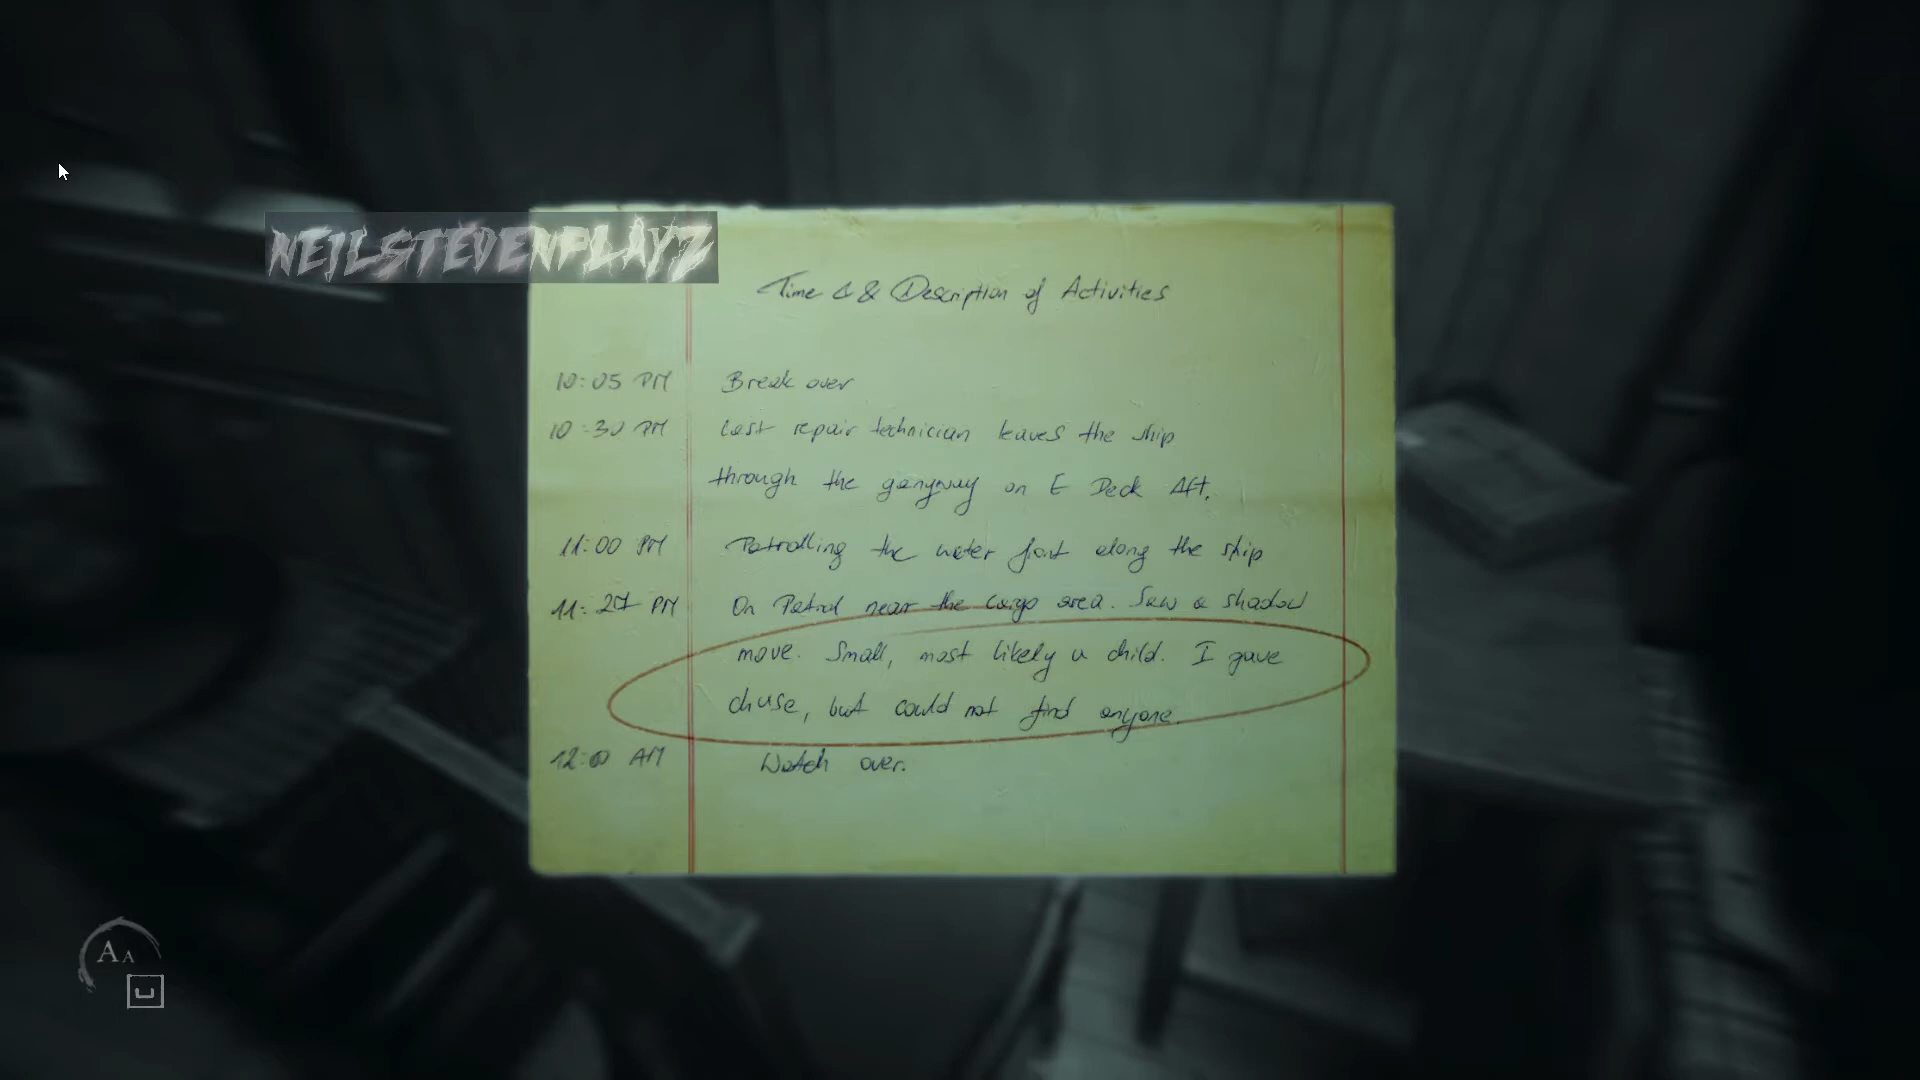 NEILSTEVENPLAYZ
Time & Description of Activities
10:05 PM Break over
10:30 PM Last repair technician leaves the ship
through the gangway on E Deck Aft.
11:00 PM Patrolling the water font along the ship
11:27 PM On Patrol near the cargo area. Saw a shadow
move. Small, most likely a child. I gave
chase, but could not find anyone.
12:0 AM Watch over.
AA